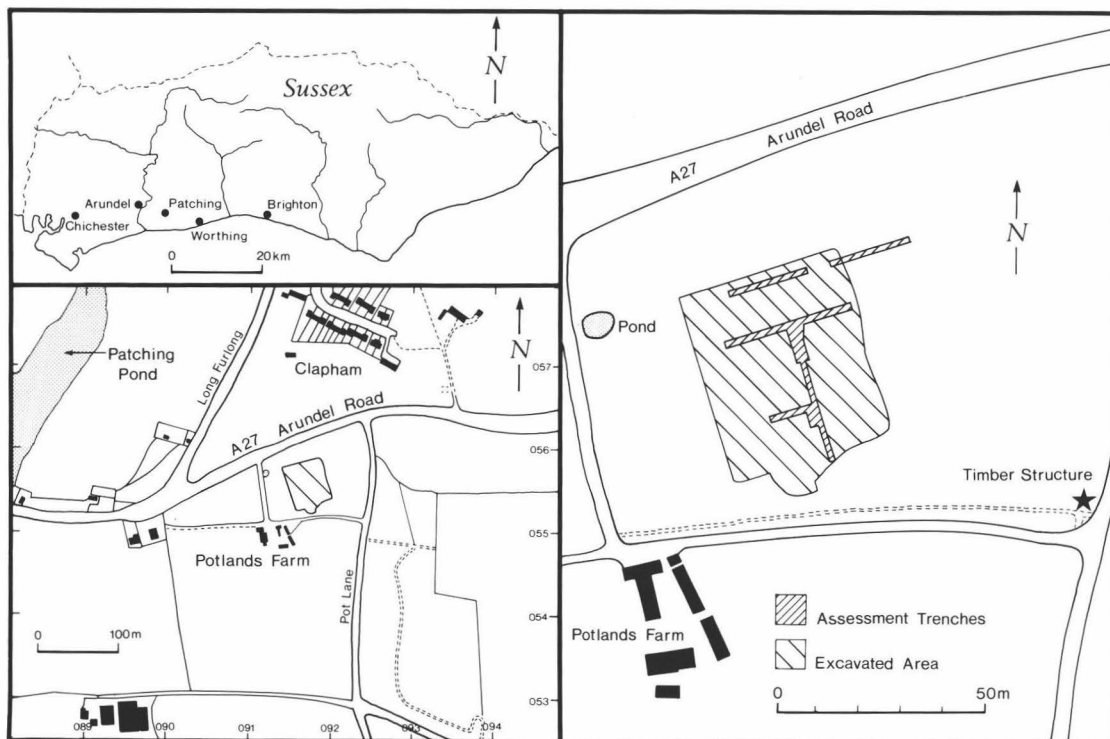 N
Sussex
Arundel
Patching
Brighton
Chichester
Worthing
0 20km
Patching
Pond
Long Furlong
Clapham
N
057
A27 Arundel Road
056
055
Potlands Farm
Pot Lane
054
0 100m
053
089 090 091 092 093 094
A27 Arundel Road
N
Pond
Timber Structure
Potlands Farm
Assessment Trenches
Excavated Area
0 50m